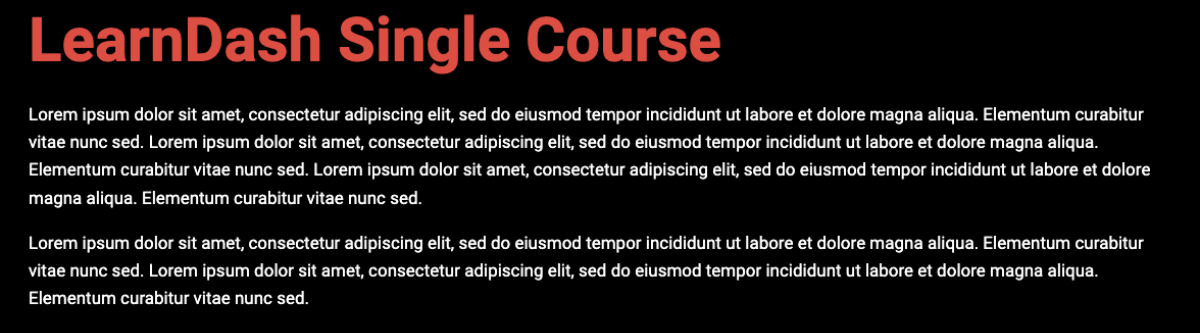 LearnDash Single Course
Lorem ipsum dolor sit amet, consectetur adipiscing elit, sed do eiusmod tempor incididunt ut labore et dolore magna aliqua. Elementum curabitur
vitae nunc sed. Lorem ipsum dolor sit amet, consectetur adipiscing elit, sed do eiusmod tempor incididunt ut labore et dolore magna aliqua.
Elementum curabitur vitae nunc sed. Lorem ipsum dolor sit amet, consectetur adipiscing elit, sed do eiusmod tempor incididunt ut labore et dolore
magna aliqua. Elementum curabitur vitae nunc sed.
Lorem ipsum dolor sit amet, consectetur adipiscing elit, sed do eiusmod tempor incididunt ut labore et dolore magna aliqua. Elementum curabitur
vitae nunc sed. Lorem ipsum dolor sit amet, consectetur adipiscing elit, sed do eiusmod tempor incididunt ut labore et dolore magna aliqua.
Elementum curabitur vitae nunc sed.